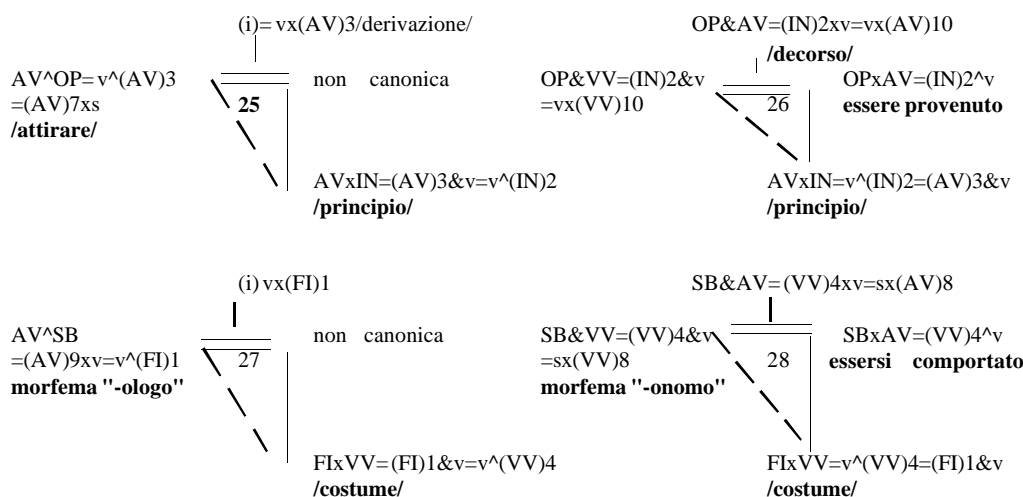 (i)= vx(AV)3/derivazione/
AV^OP= v^(AV)3
=(AV)7xs
/attirare/
25
non canonica
AVxIN=(AV)3&v=v^(IN)2
/principio/
OP&AV=(IN)2xv=vx(AV)10
/decorso/
OP&VV=(IN)2&v
=vx(VV)10
26
OPxAV=(IN)2^v
essere provenuto
AVxIN=v^(IN)2=(AV)3&v
/principio/
(i) vx(FI)1
AV^SB
=(AV)9xv=v^(FI)1
morfema "-ologo"
27
non canonica
FIxVV=(FI)1&v=v^(VV)4
/costume/
SB&AV=(VV)4xv=sx(AV)8
SB&VV=(VV)4&v
=sx(VV)8
morfema "-onomo"
28
SBxAV=(VV)4^v
essersi comportato
FIxVV=v^(VV)4=(FI)1&v
/costume/